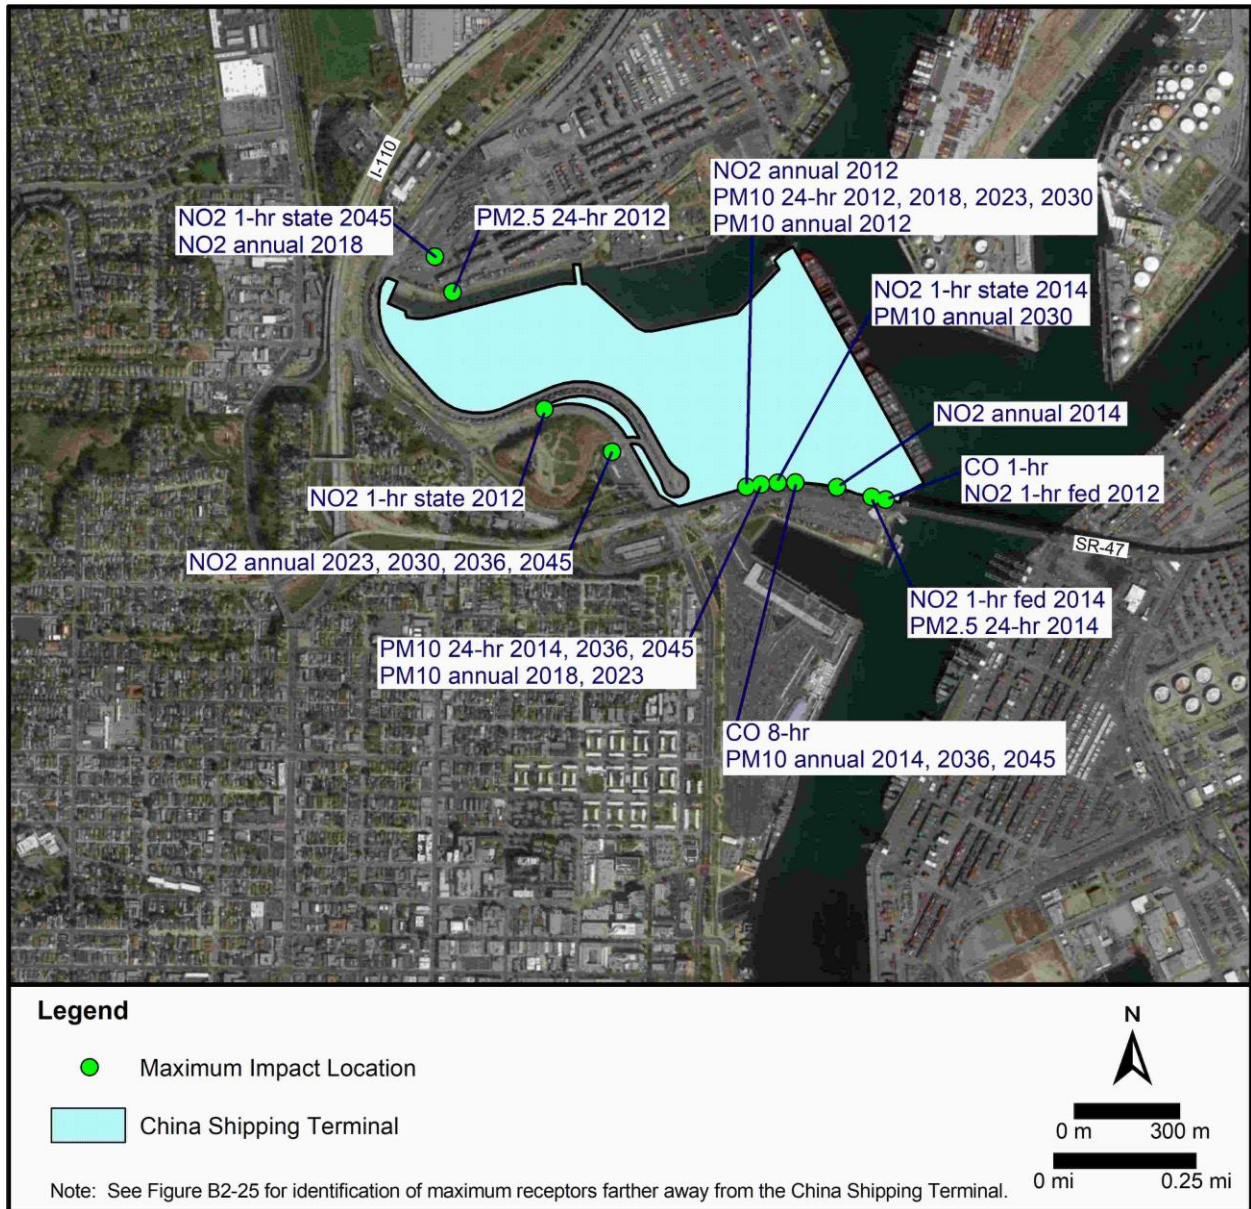 I-110
NO2 annual 2012
PM10 24-hr 2012, 2018, 2023, 2030
PM10 annual 2012
NO2 1-hr state 2045
NO2 annual 2018
PM2.5 24-hr 2012
NO2 1-hr state 2014
PM10 annual 2030
NO2 annual 2014
CO 1-hr
NO2 1-hr fed 2012
NO2 1-hr state 2012
SR-47
NO2 annual 2023, 2030, 2036, 2045
NO2 1-hr fed 2014
PM2.5 24-hr 2014
PM10 24-hr 2014, 2036, 2045
PM10 annual 2018, 2023
CO 8-hr
PM10 annual 2014, 2036, 2045
Legend
Maximum Impact Location
China Shipping Terminal
Note: See Figure B2-25 for identification of maximum receptors farther away from the China Shipping Terminal.
N
0 m 300 m
0 mi 0.25 mi